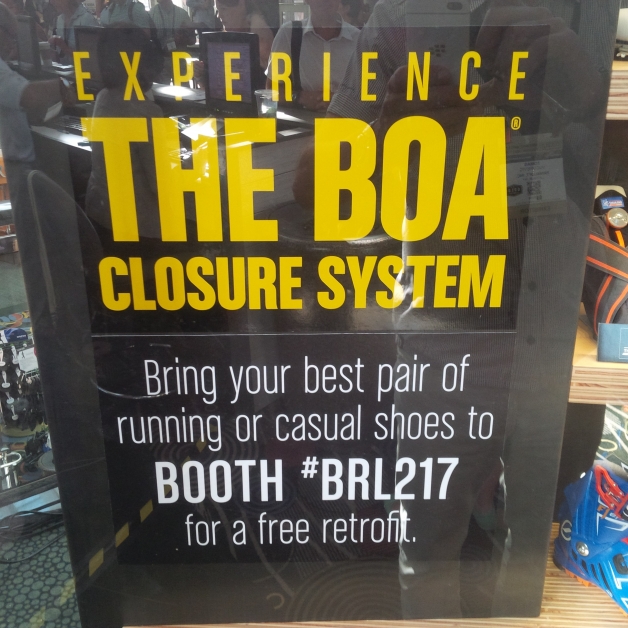 EXPERIENCE
THE BOA®
CLOSURE SYSTEM
Bring your best pair of
running or casual shoes to
BOOTH #BRL217
for a free retrofit.